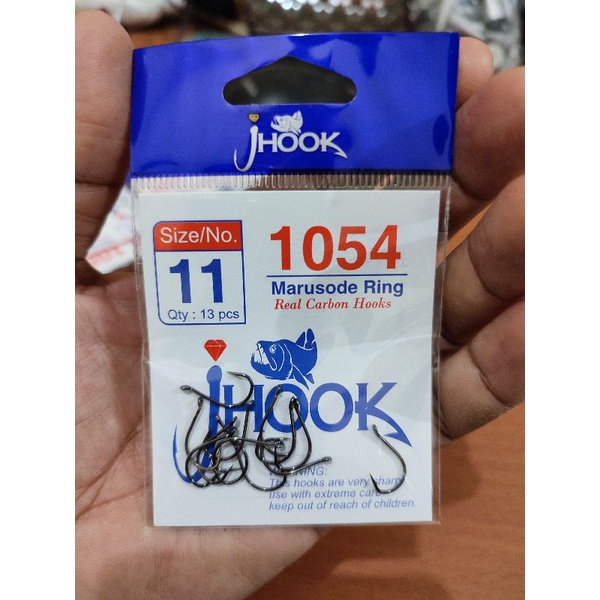 jHOOK
Size/No.
11
Qty : 13 pcs
1054
Marusode Ring
Real Carbon Hooks
jHOOK
WARNING:
This hooks are very sharp
use with extreme care
keep out of reach of children.